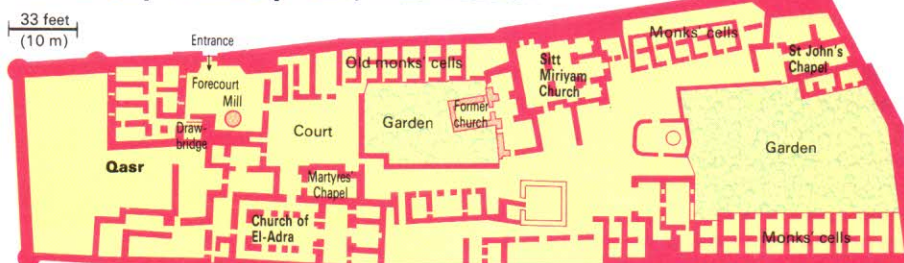 33 feet
(10 m)
Entrance
Forecourt
Mill
Draw-
bridge
Qasr
Court
Martyres'
Chapel
Church of
El-Adra
Old monks' cells
Garden
Former
church
Sitt
Miriyam
Church
Monks' cells
St John's
Chapel
Garden
Monks' cells